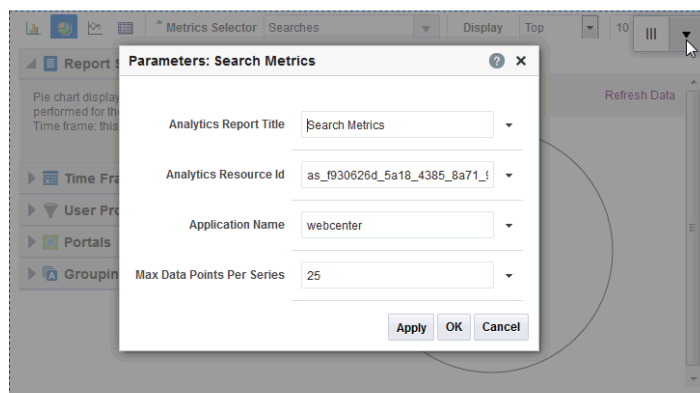 * Metrics Selector Searches Display Top 10
Report S
Pie chart display
performed for the
Time frame: this
Refresh Data
Time Fra
User Pro
Portals
Groupin
Parameters: Search Metrics
Analytics Report Title Search Metrics
Analytics Resource Id as_f930626d_5a18_4385_8a71_9
Application Name webcenter
Max Data Points Per Series 25
Apply OK Cancel